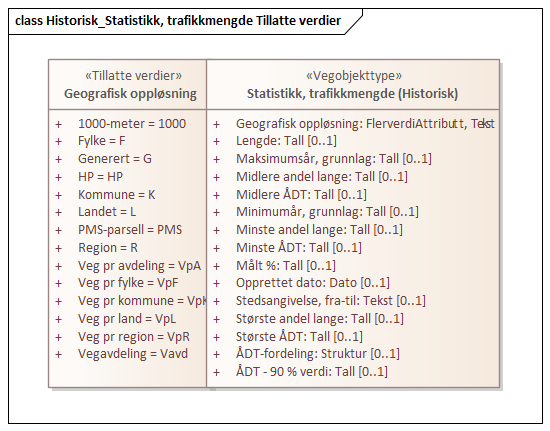 class Historisk_Statistikk, trafikkmengde Tillatte verdier
«Tillatte verdier»
Geografisk oppløsning
+ 1000-meter = 1000
+ Fylke = F
+ Generert = G
+ HP = HP
+ Kommune = K
+ Landet = L
+ PMS-parsell = PMS
+ Region = R
+ Veg pr avdeling = VpA
+ Veg pr fylke = VpF
+ Veg pr kommune = VpK
+ Veg pr land = VpL
+ Veg pr region = VpR
+ Vegavdeling = Vavd
«Vegobjekttype»
Statistikk, trafikkmengde (Historisk)
+ Geografisk oppløsning: FlerverdiAttributt, Tekst
+ Lengde: Tall [0..1]
+ Maksimumsår, grunnlag: Tall [0..1]
+ Midlere andel lange: Tall [0..1]
+ Midlere ÅDT: Tall [0..1]
+ Minimumår, grunnlag: Tall [0..1]
+ Minste andel lange: Tall [0..1]
+ Minste ÅDT: Tall [0..1]
+ Målt %: Tall [0..1]
+ Opprettet dato: Dato [0..1]
+ Stedsangivelse, fra-til: Tekst [0..1]
+ Største andel lange: Tall [0..1]
+ Største ÅDT: Tall [0..1]
+ ÅDT-fordeling: Struktur [0..1]
+ ÅDT - 90 % verdi: Tall [0..1]